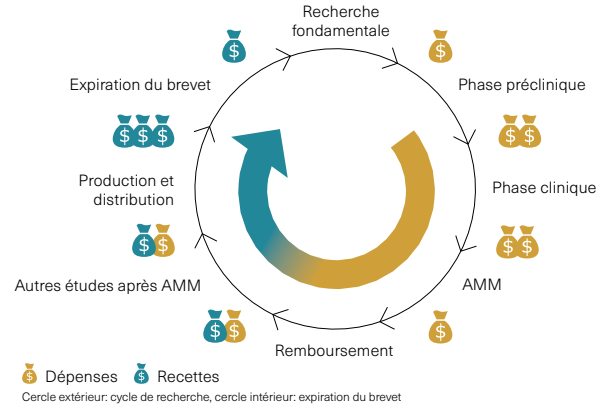 Recherche
fondamentale
Phase préclinique
Phase clinique
AMM
Remboursement
Autres études après AMM
Production et
distribution
Expiration du brevet
Dépenses
Recettes
Cercle extérieur: cycle de recherche, cercle intérieur: expiration du brevet